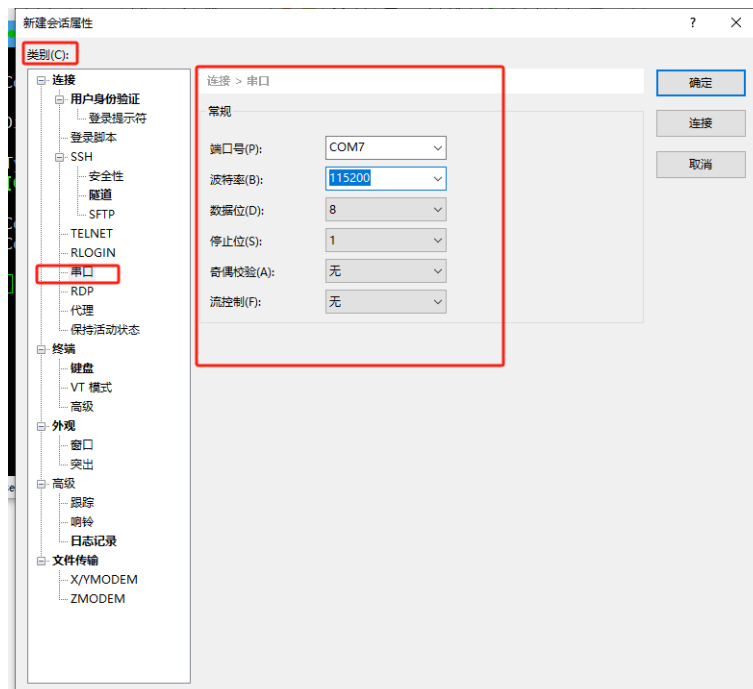 新建会话属性
类别(C):
连接
用户身份验证
登录提示符
登录脚本
SSH
安全性
隧道
SFTP
TELNET
RLOGIN
串口
RDP
代理
保持活动状态
终端
键盘
VT 模式
高级
外观
窗口
突出
高级
跟踪
响铃
日志记录
文件传输
X/YMODEM
ZMODEM
连接 > 串口
常规
端口号(P): COM7
波特率(B): 115200
数据位(D): 8
停止位(S): 1
奇偶校验(A): 无
流控制(F): 无
确定
连接
取消